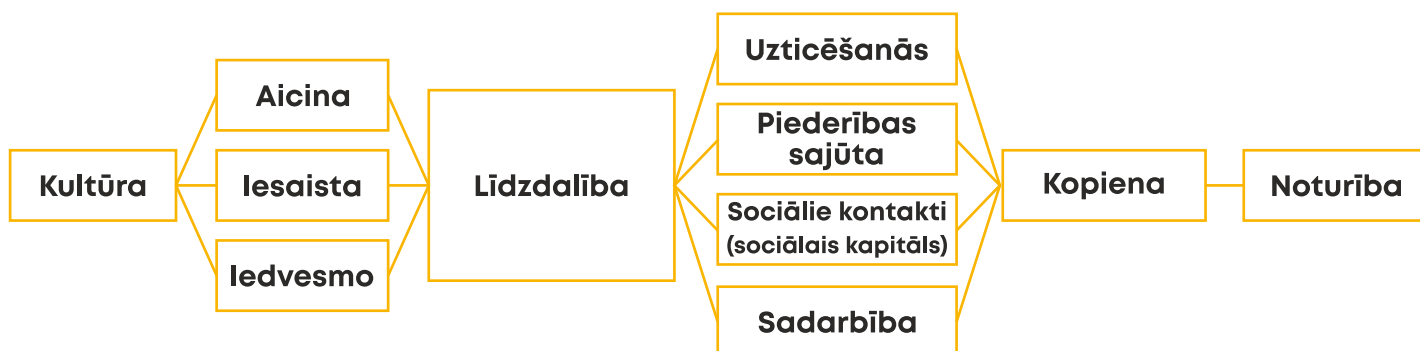 Kultūra
Aicina
Iesaista
Iedvesmo
Līdzdalība
Uzticēšanās
Piederības
sajūta
Sociālie kontakti
(sociālais kapitāls)
Sadarbība
Kopiena
Noturība